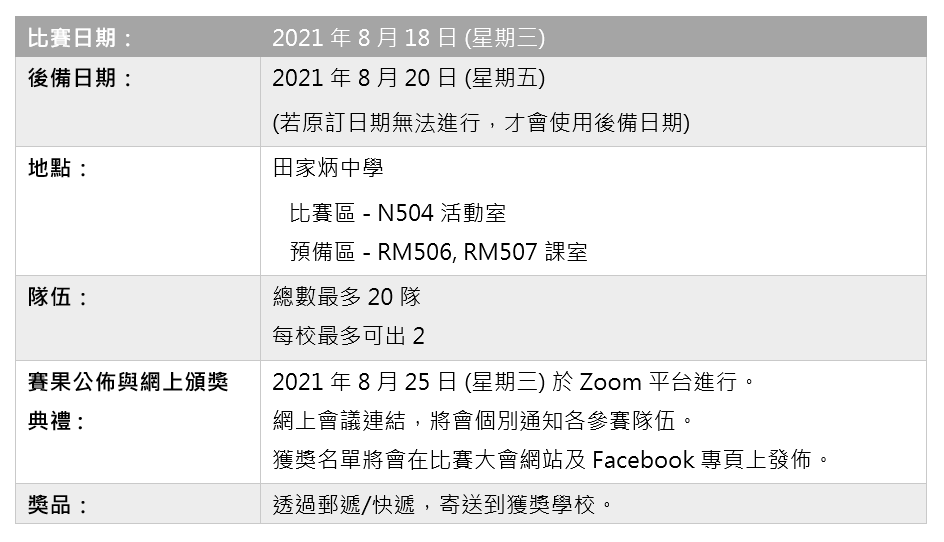 比賽日期： 2021 年 8 月 18 日 (星期三)
後備日期： 2021 年 8 月 20 日 (星期五)
(若原訂日期無法進行，才會使用後備日期)
地點： 田家炳中學
比賽區 - N504 活動室
預備區 - RM506, RM507 課室
隊伍： 總數最多 20 隊
每校最多可出 2
賽果公佈與網上頒獎 2021 年 8 月 25 日 (星期三) 於 Zoom 平台進行。
典禮： 網上會議連結，將會個別通知各參賽隊伍。
獲獎名單將會在比賽大會網站及 Facebook 專頁上發佈。
獎品： 透過郵遞/快遞，寄送到獲獎學校。